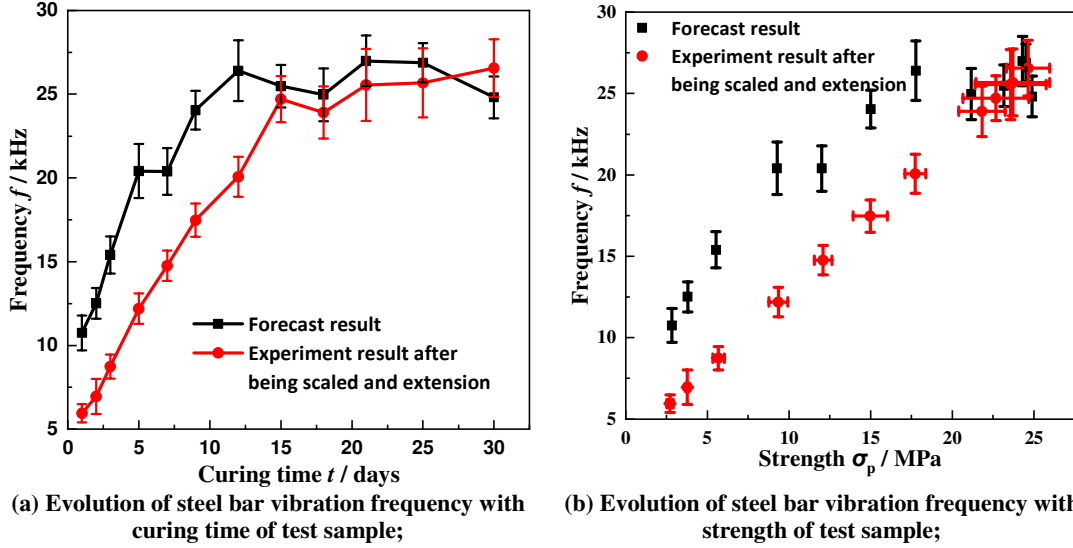 30
25
20
15
10
5
0
5
10
15
20
25
30
Frequency f / kHz
Forecast result
Experiment result after
being scaled and extension
Curing time t / days
(a) Evolution of steel bar vibration frequency with
curing time of test sample;
30
25
20
15
10
5
0
5
10
15
20
25
Frequency f / kHz
Forecast result
Experiment result after
being scaled and extension
Strength σp / MPa
(b) Evolution of steel bar vibration frequency with
strength of test sample;